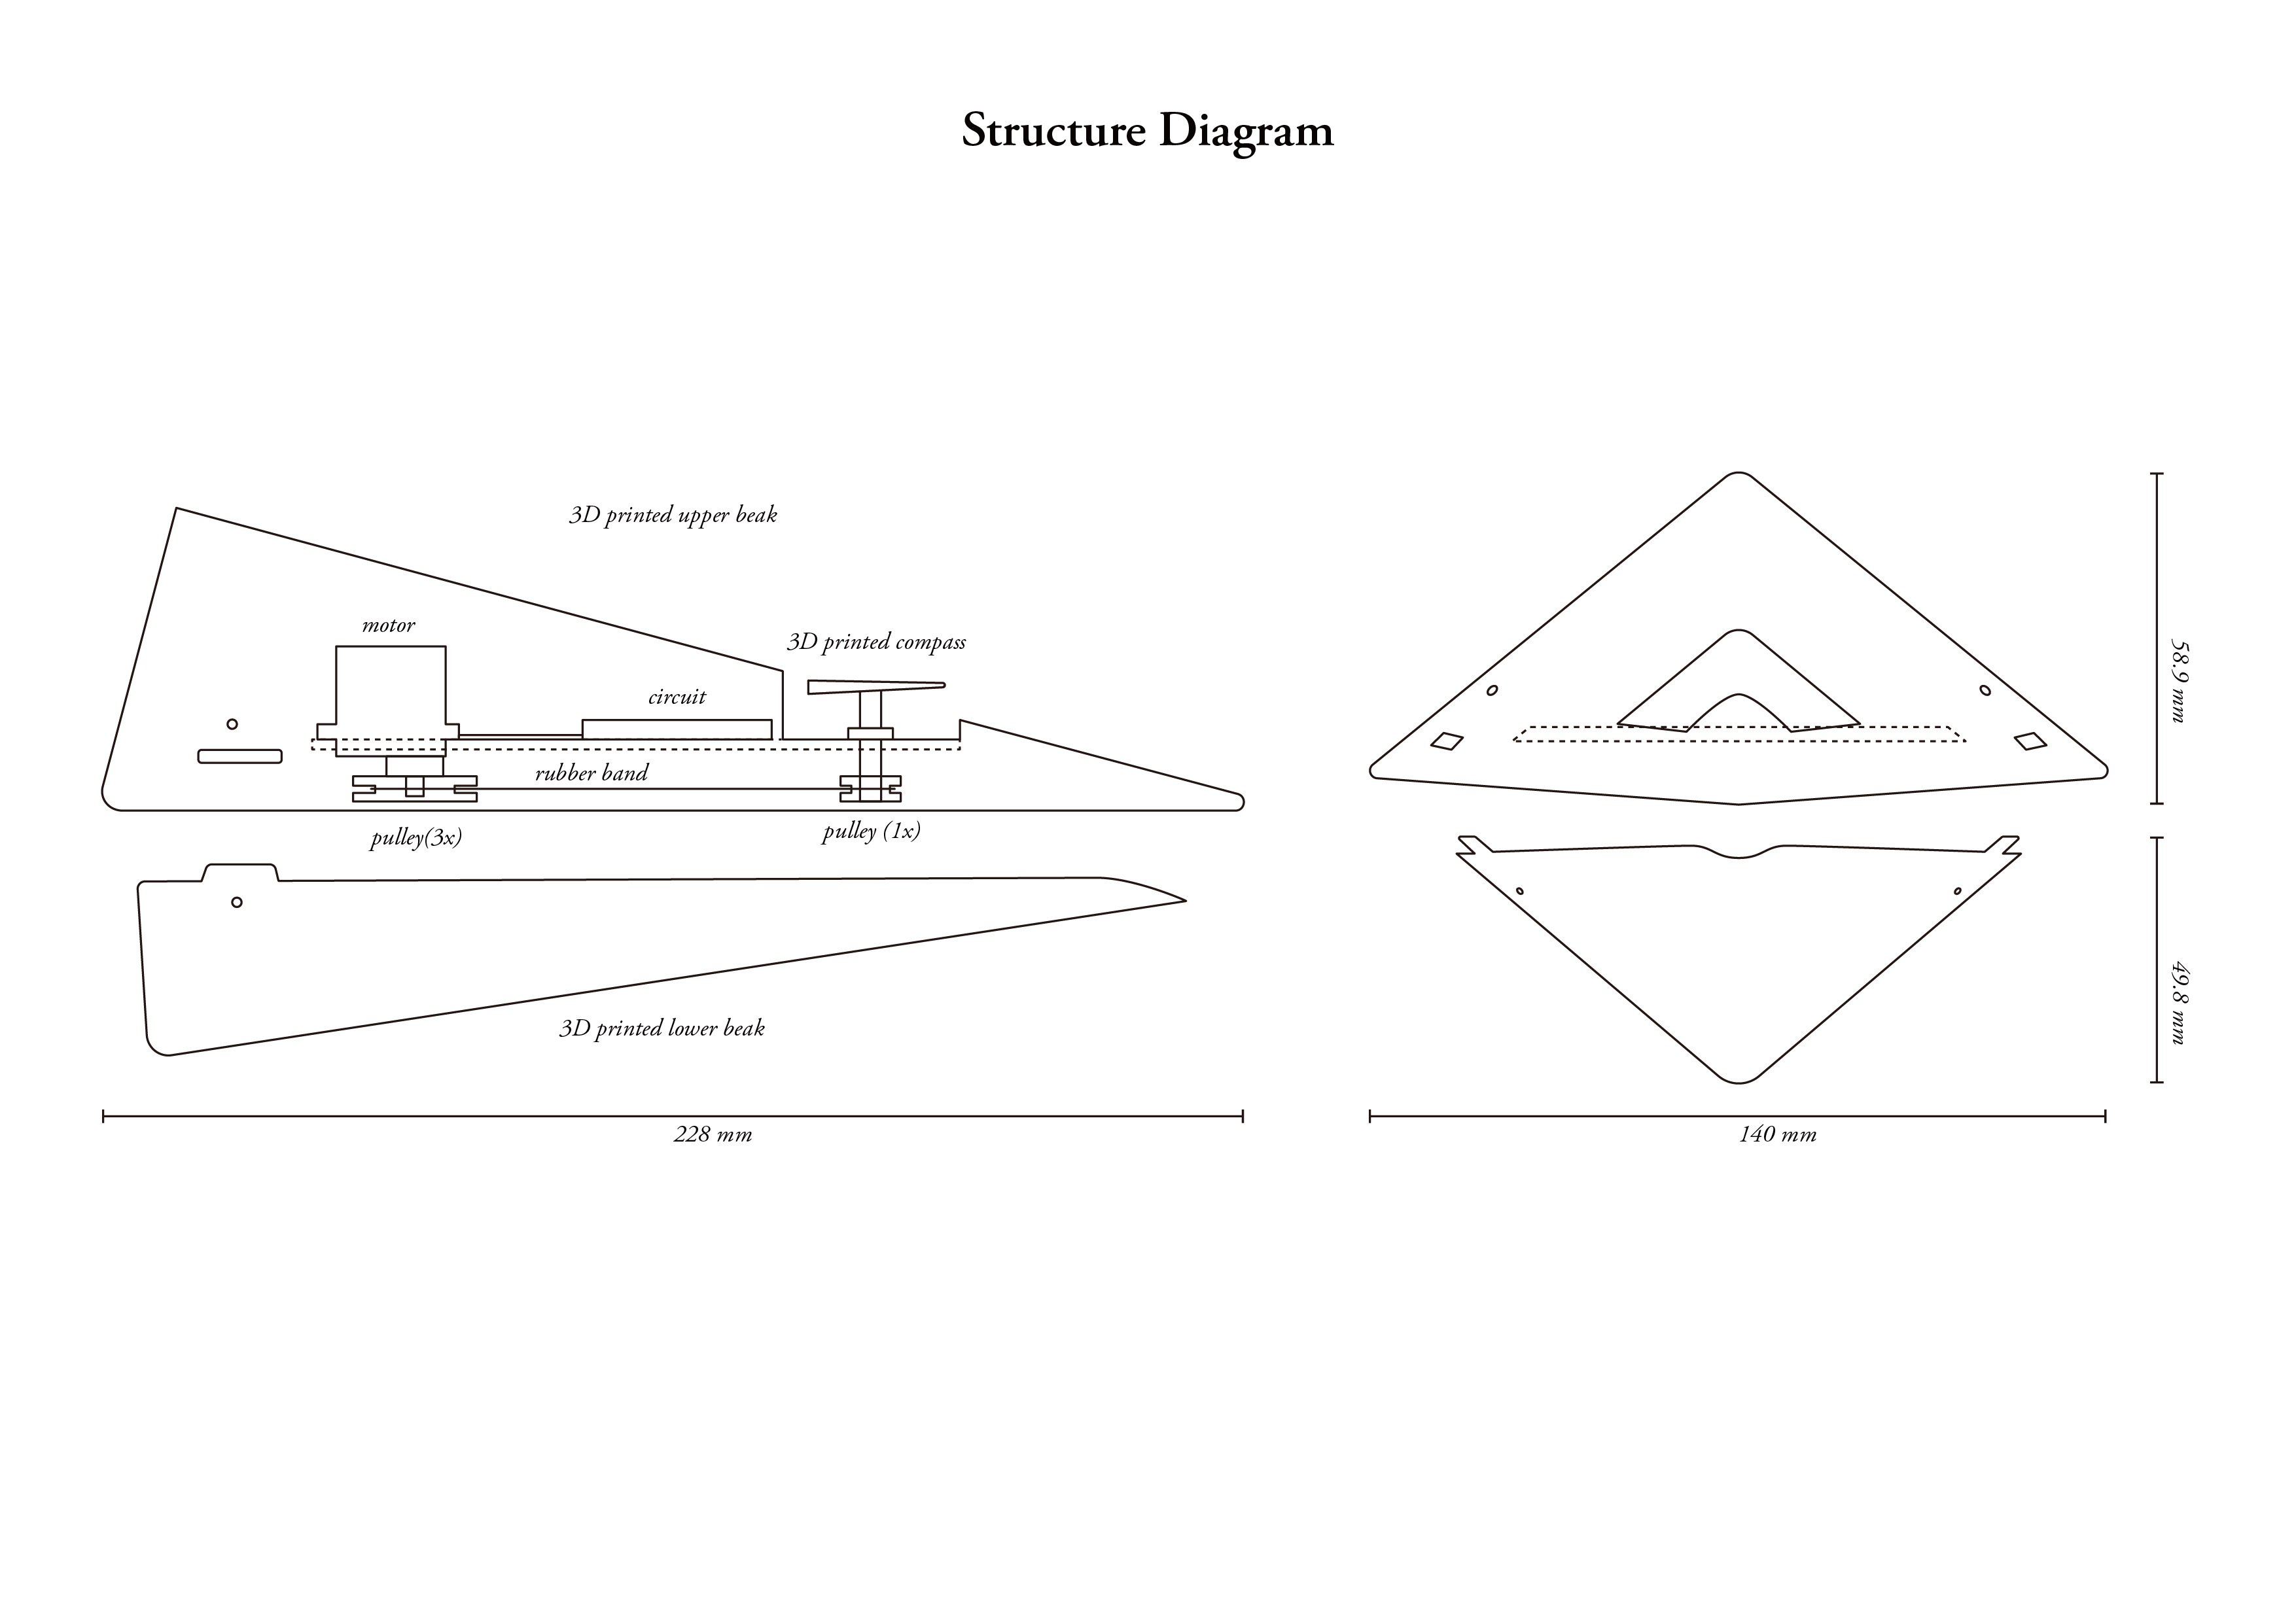 Structure Diagram
3D printed upper beak
motor
3D printed compass
circuit
rubber band
pulley(3x)
pulley (1x)
3D printed lower beak
228 mm
58.9 mm
49.8 mm
140 mm